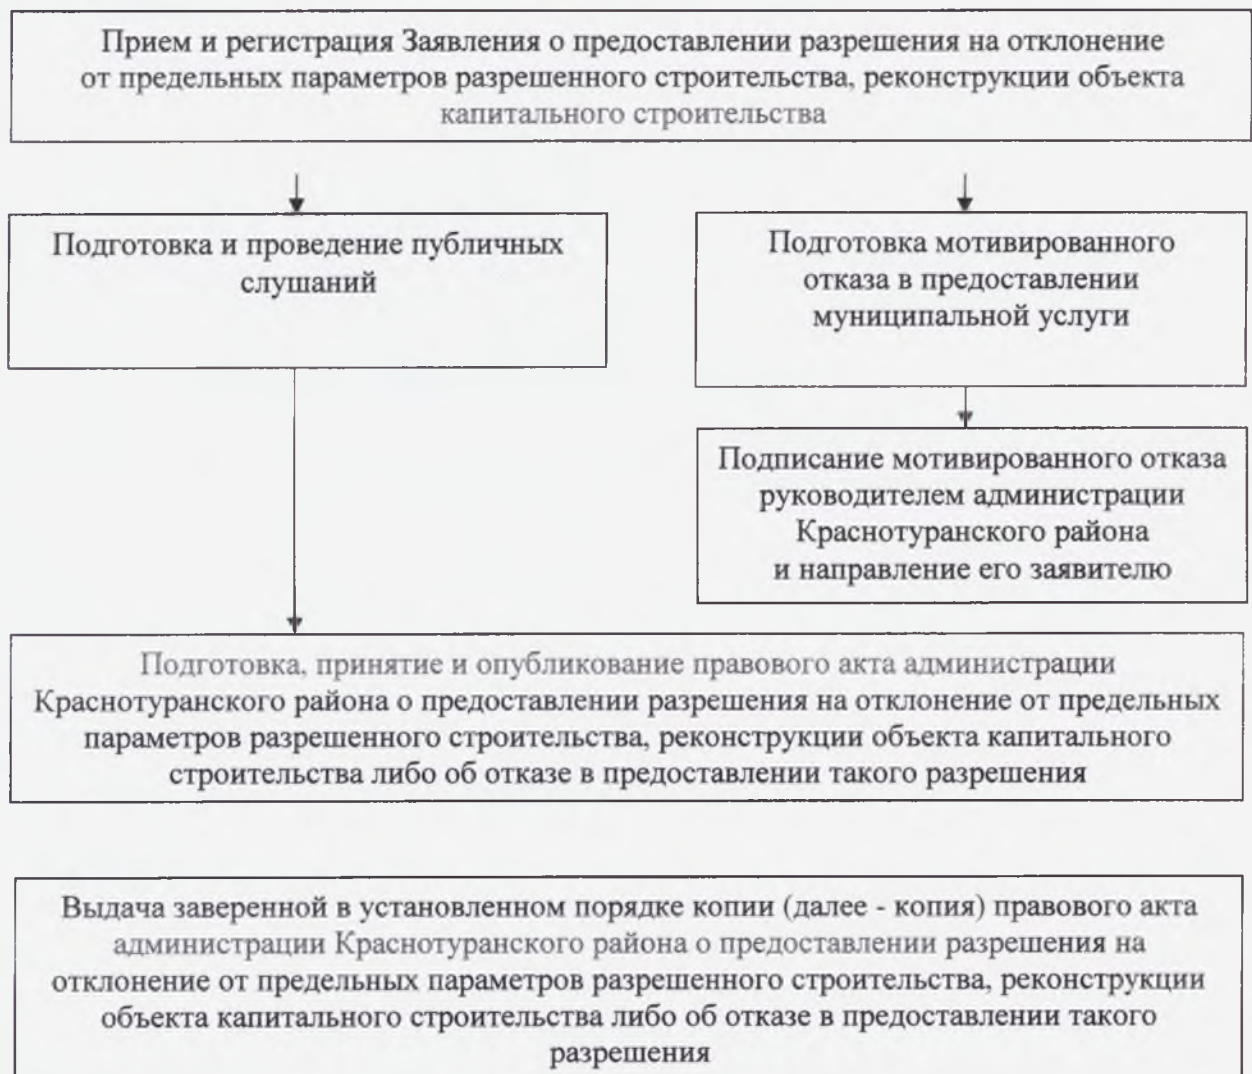 Прием и регистрация Заявления о предоставлении разрешения на отклонение
от предельных параметров разрешенного строительства, реконструкции объекта
капитального строительства
Подготовка и проведение публичных
слушаний
Подготовка мотивированного
отказа в предоставлении
муниципальной услуги
Подписание мотивированного отказа
руководителем администрации
Краснотуранского района
и направление его заявителю
Подготовка, принятие и опубликование правового акта администрации
Краснотуранского района о предоставлении разрешения на отклонение от предельных
параметров разрешенного строительства, реконструкции объекта капитального
строительства либо об отказе в предоставлении такого разрешения
Выдача заверенной в установленном порядке копии (далее - копия) правового акта
администрации Краснотуранского района о предоставлении разрешения на
отклонение от предельных параметров разрешенного строительства, реконструкции
объекта капитального строительства либо об отказе в предоставлении такого
разрешения